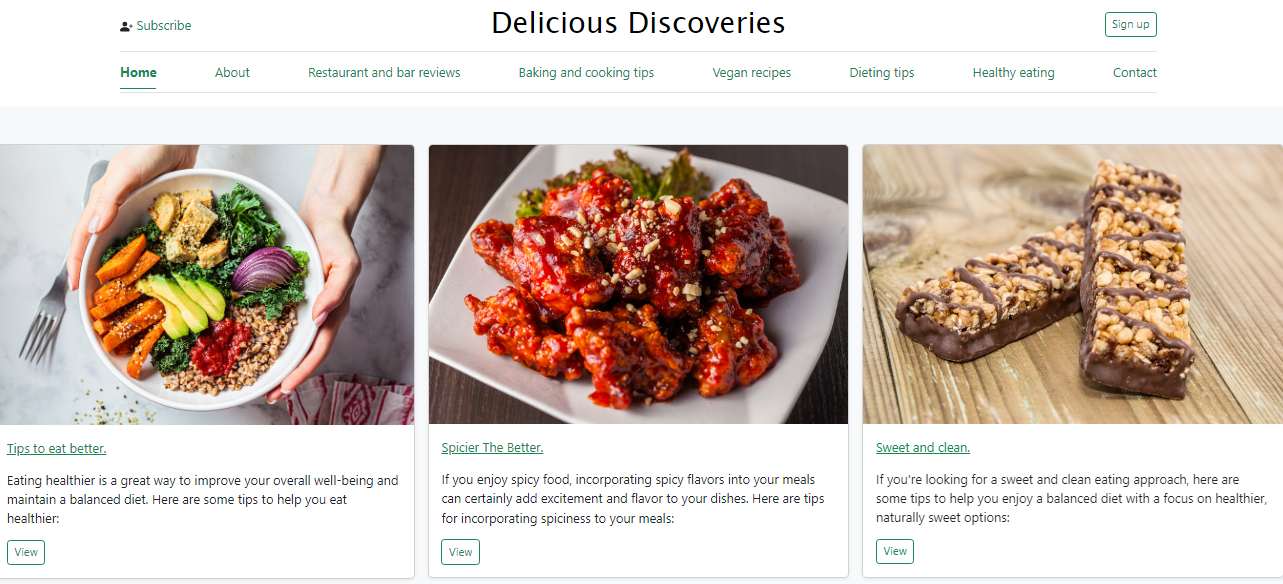 Subscribe
Delicious Discoveries
Sign up
Home
About
Restaurant and bar reviews
Baking and cooking tips
Vegan recipes
Dieting tips
Healthy eating
Contact
Tips to eat better.
Eating healthier is a great way to improve your overall well-being and
maintain a balanced diet. Here are some tips to help you eat
healthier:
View
Spicier The Better.
If you enjoy spicy food, incorporating spicy flavors into your meals
can certainly add excitement and flavor to your dishes. Here are tips
for incorporating spiciness to your meals:
View
Sweet and clean.
If you're looking for a sweet and clean eating approach, here are
some tips to help you enjoy a balanced diet with a focus on healthier,
naturally sweet options:
View